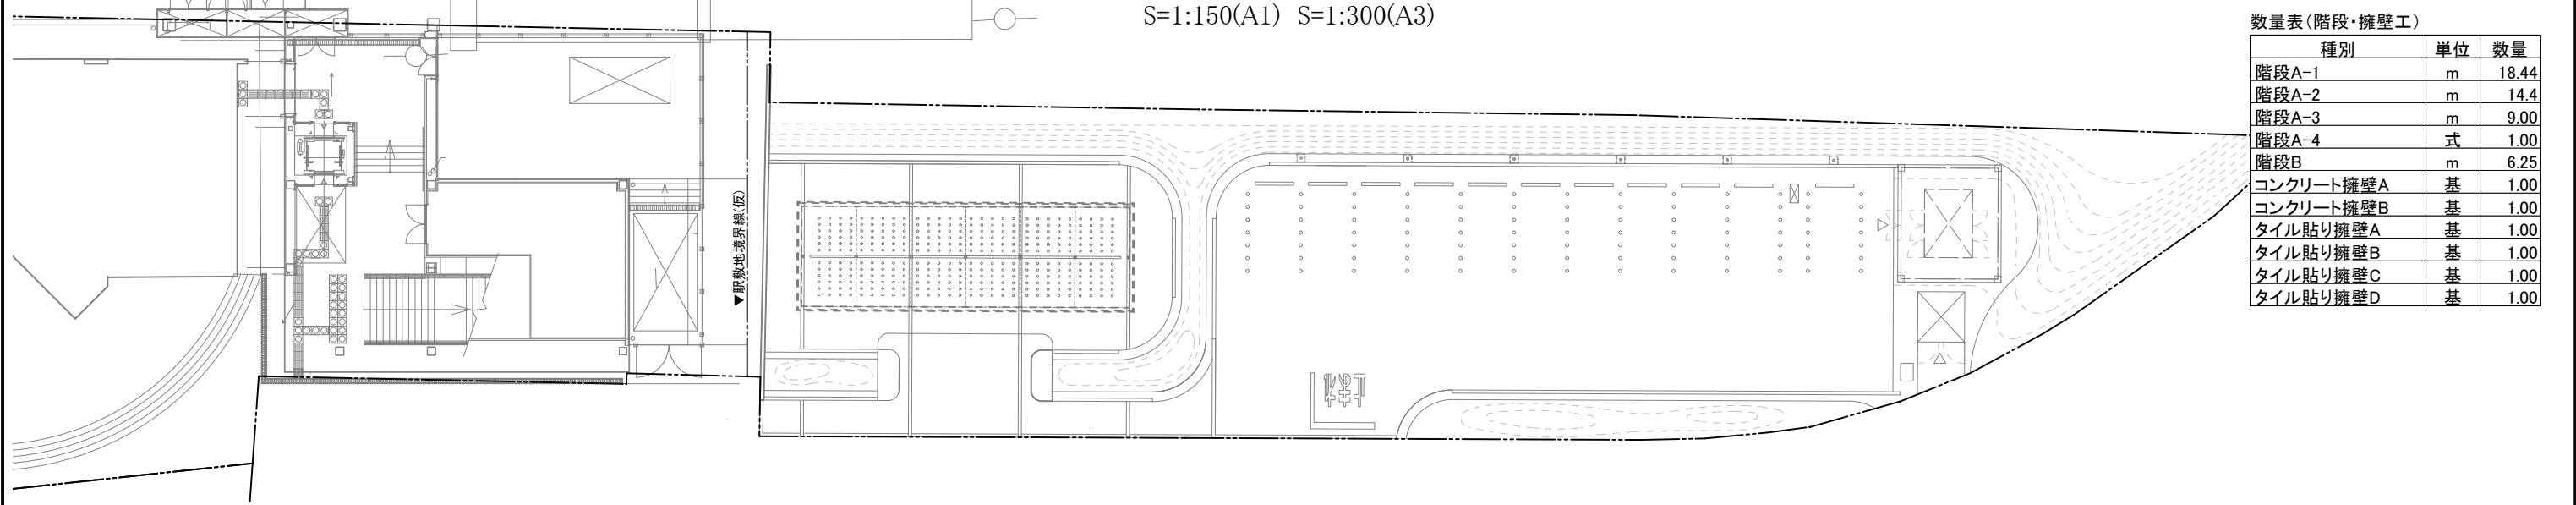 S=1:150(A1) S=1:300(A3)
数量表(階段・擁壁工)
種別 単位 数量
階段A-1 m 18.44
階段A-2 m 14.4
階段A-3 m 9.00
階段A-4 式 1.00
階段B m 6.25
コンクリート擁壁A 基 1.00
コンクリート擁壁B 基 1.00
タイル貼り擁壁A 基 1.00
タイル貼り擁壁B 基 1.00
タイル貼り擁壁C 基 1.00
タイル貼り擁壁D 基 1.00
▼駅敷地境界線(仮)